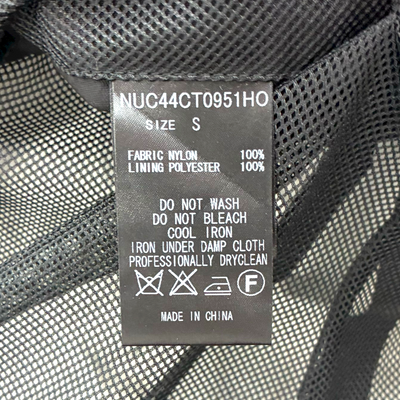 NUC44CT0951HO
SIZE S
FABRIC NYLON 100%
LINING POLYESTER 100%
DO NOT WASH
DO NOT BLEACH
COOL IRON
IRON UNDER DAMP CLOTH
PROFESSIONALLY DRYCLEAN
F
MADE IN CHINA